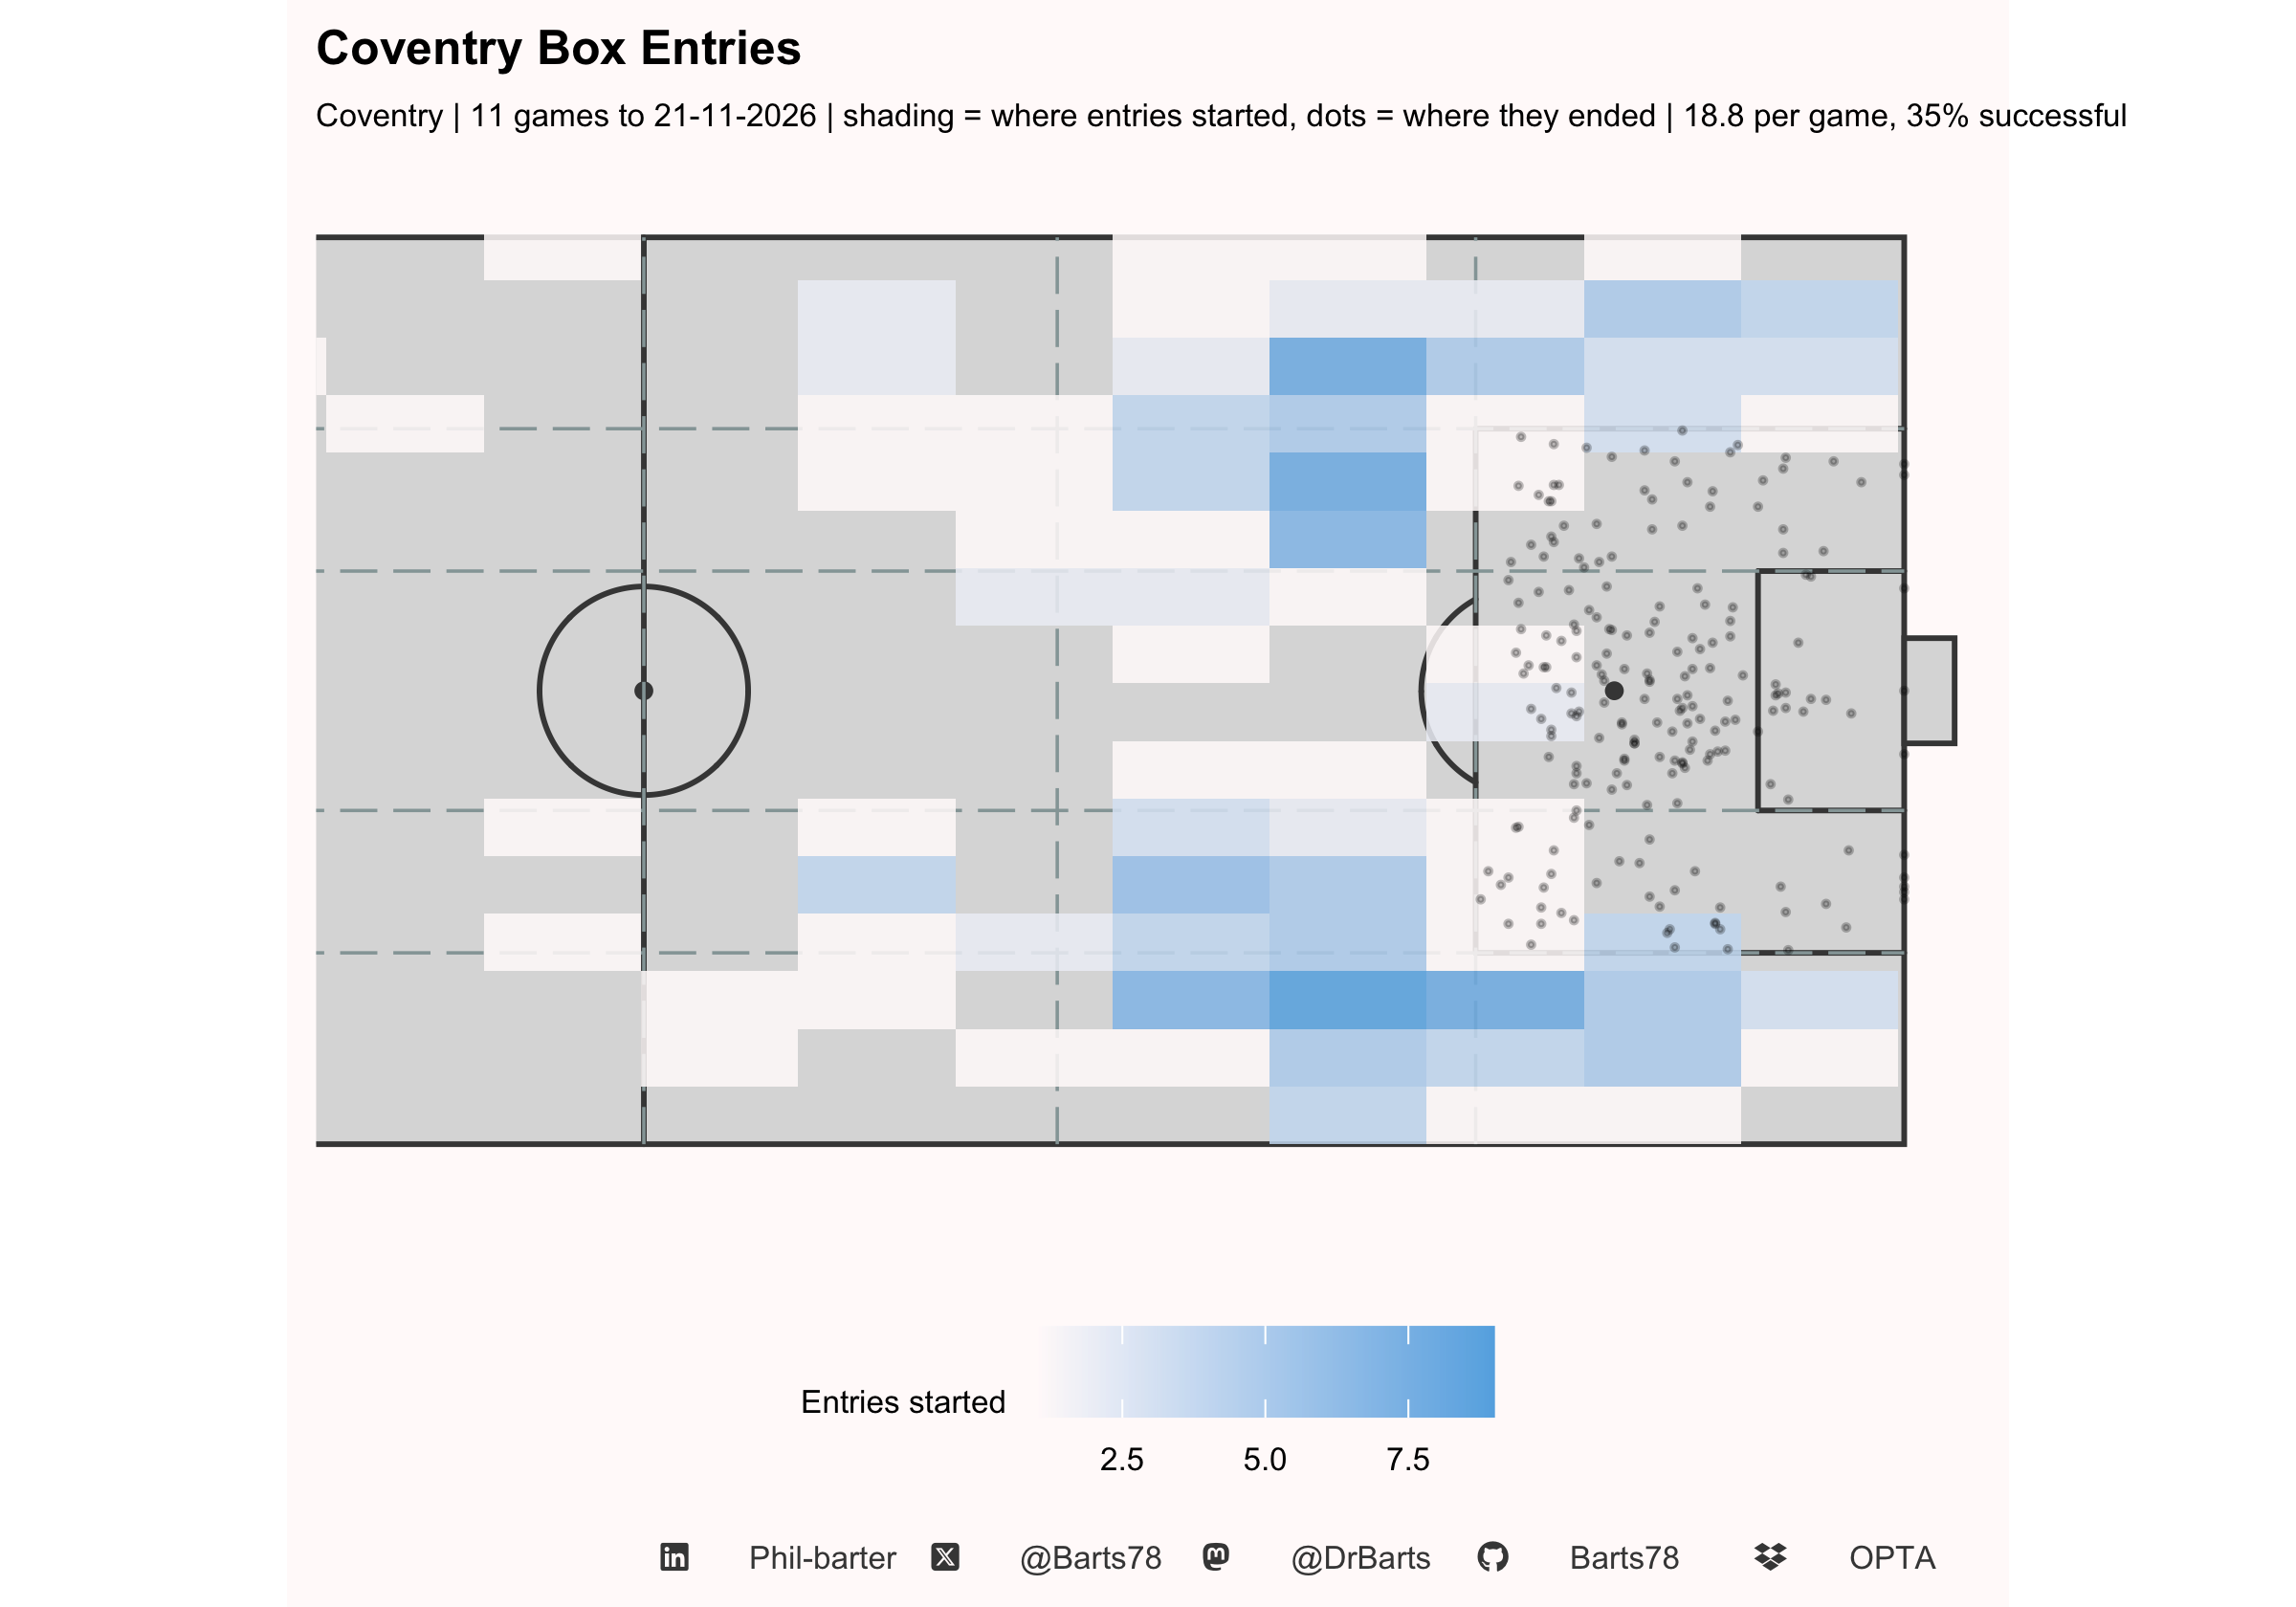 Coventry Box Entries
Coventry | 11 games to 21-11-2026 | shading = where entries started, dots = where they ended | 18.8 per game, 35% successful
Entries started
2.5 5.0 7.5
Phil-barter @Barts78 @DrBarts Barts78 OPTA